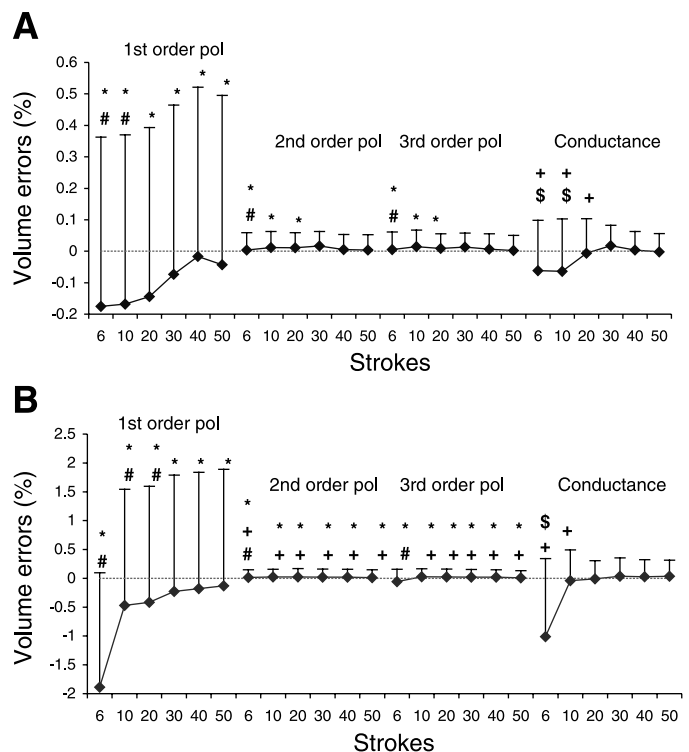 A
1st order pol
0.6
0.5
0.4
0.3
0.2
0.1
0
-0.1
-0.2
Volume errors (%)
* * * * * *
# #
2nd order pol 3rd order pol Conductance
* * * * * *
# #
+ + +
$ $
6 10 20 30 40 50 6 10 20 30 40 50 6 10 20 30 40 50 6 10 20 30 40 50
Strokes
B
1st order pol
2.5
2
1.5
1
0.5
0
-0.5
-1
-1.5
-2
Volume errors (%)
* * * * * *
# # #
2nd order pol 3rd order pol Conductance
* * * * * * * * * * * *
+ + + + + + # + + + + +
#
$ +
+
6 10 20 30 40 50 6 10 20 30 40 50 6 10 20 30 40 50 6 10 20 30 40 50
Strokes